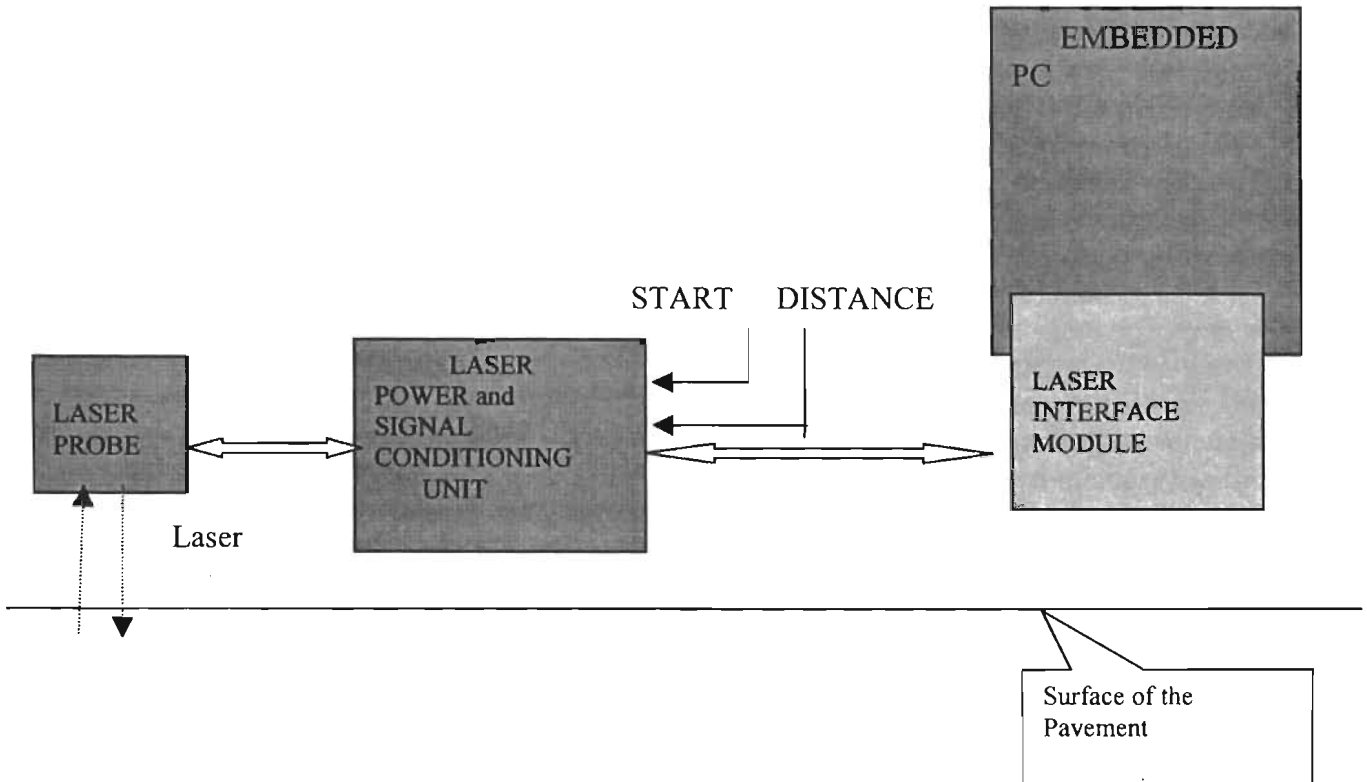 EMBEDDED
PC
START DISTANCE
LASER
PROBE
LASER
POWER and
SIGNAL
CONDITIONING
UNIT
LASER
INTERFACE
MODULE
Laser
Surface of the
Pavement